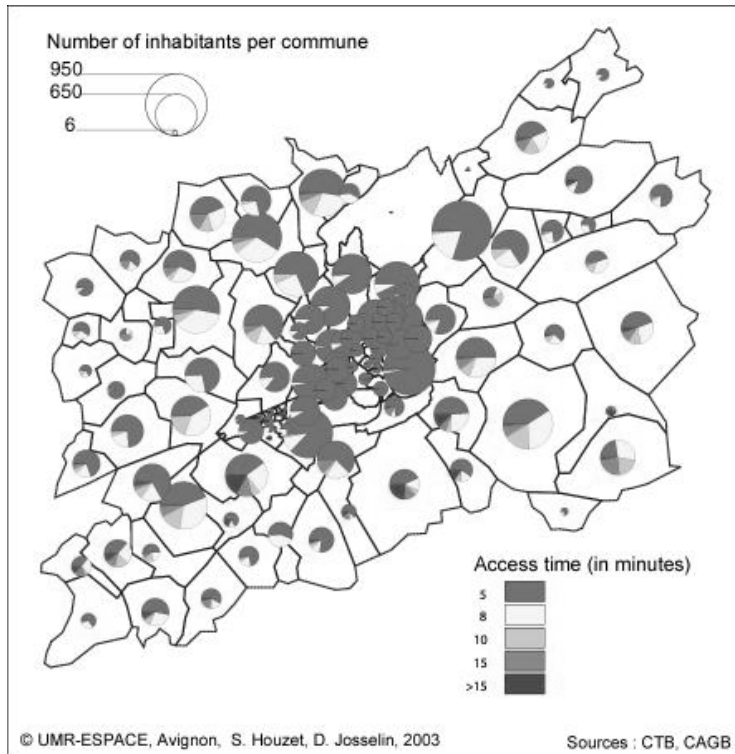 Number of inhabitants per commune
950
650
6
Access time (in minutes)
5
8
10
15
>15
© UMR-ESPACE, Avignon, S. Houzet, D. Josselin, 2003
Sources : CTB, CAGB